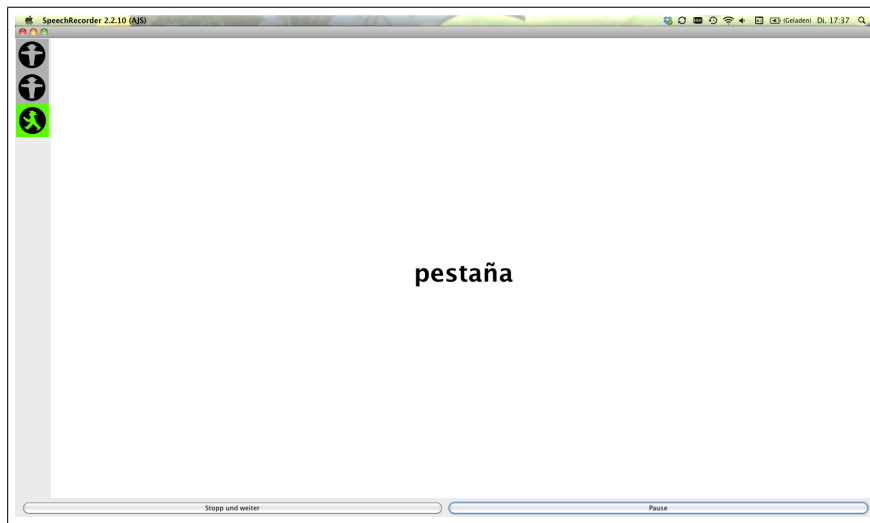 SpeechRecorder 2.2.10 (AJS) (Geladen) Di. 17:37
pestaña
Stopp und weiter Pause